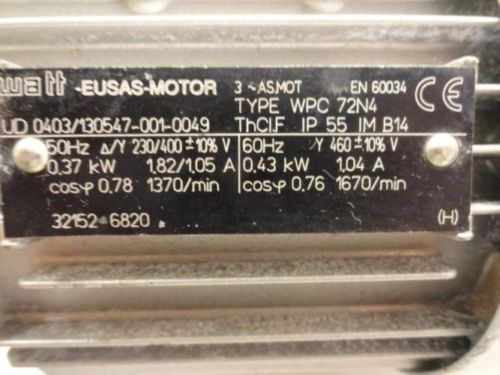 watt -EUSAS-MOTOR 3 ~AS.MOT EN 60034 CE
TYPE WPC 72N4
UD 0403/130547-001-0049 ThCl.F IP 55 IM B14
50Hz Δ/Y 230/400 ±10% V 60Hz Y 460 ±10% V
0.37 kW 1.82/1.05 A 0.43 kW 1.04 A
cosφ 0.78 1370/min cosφ 0.76 1670/min
32152-6820 (H)